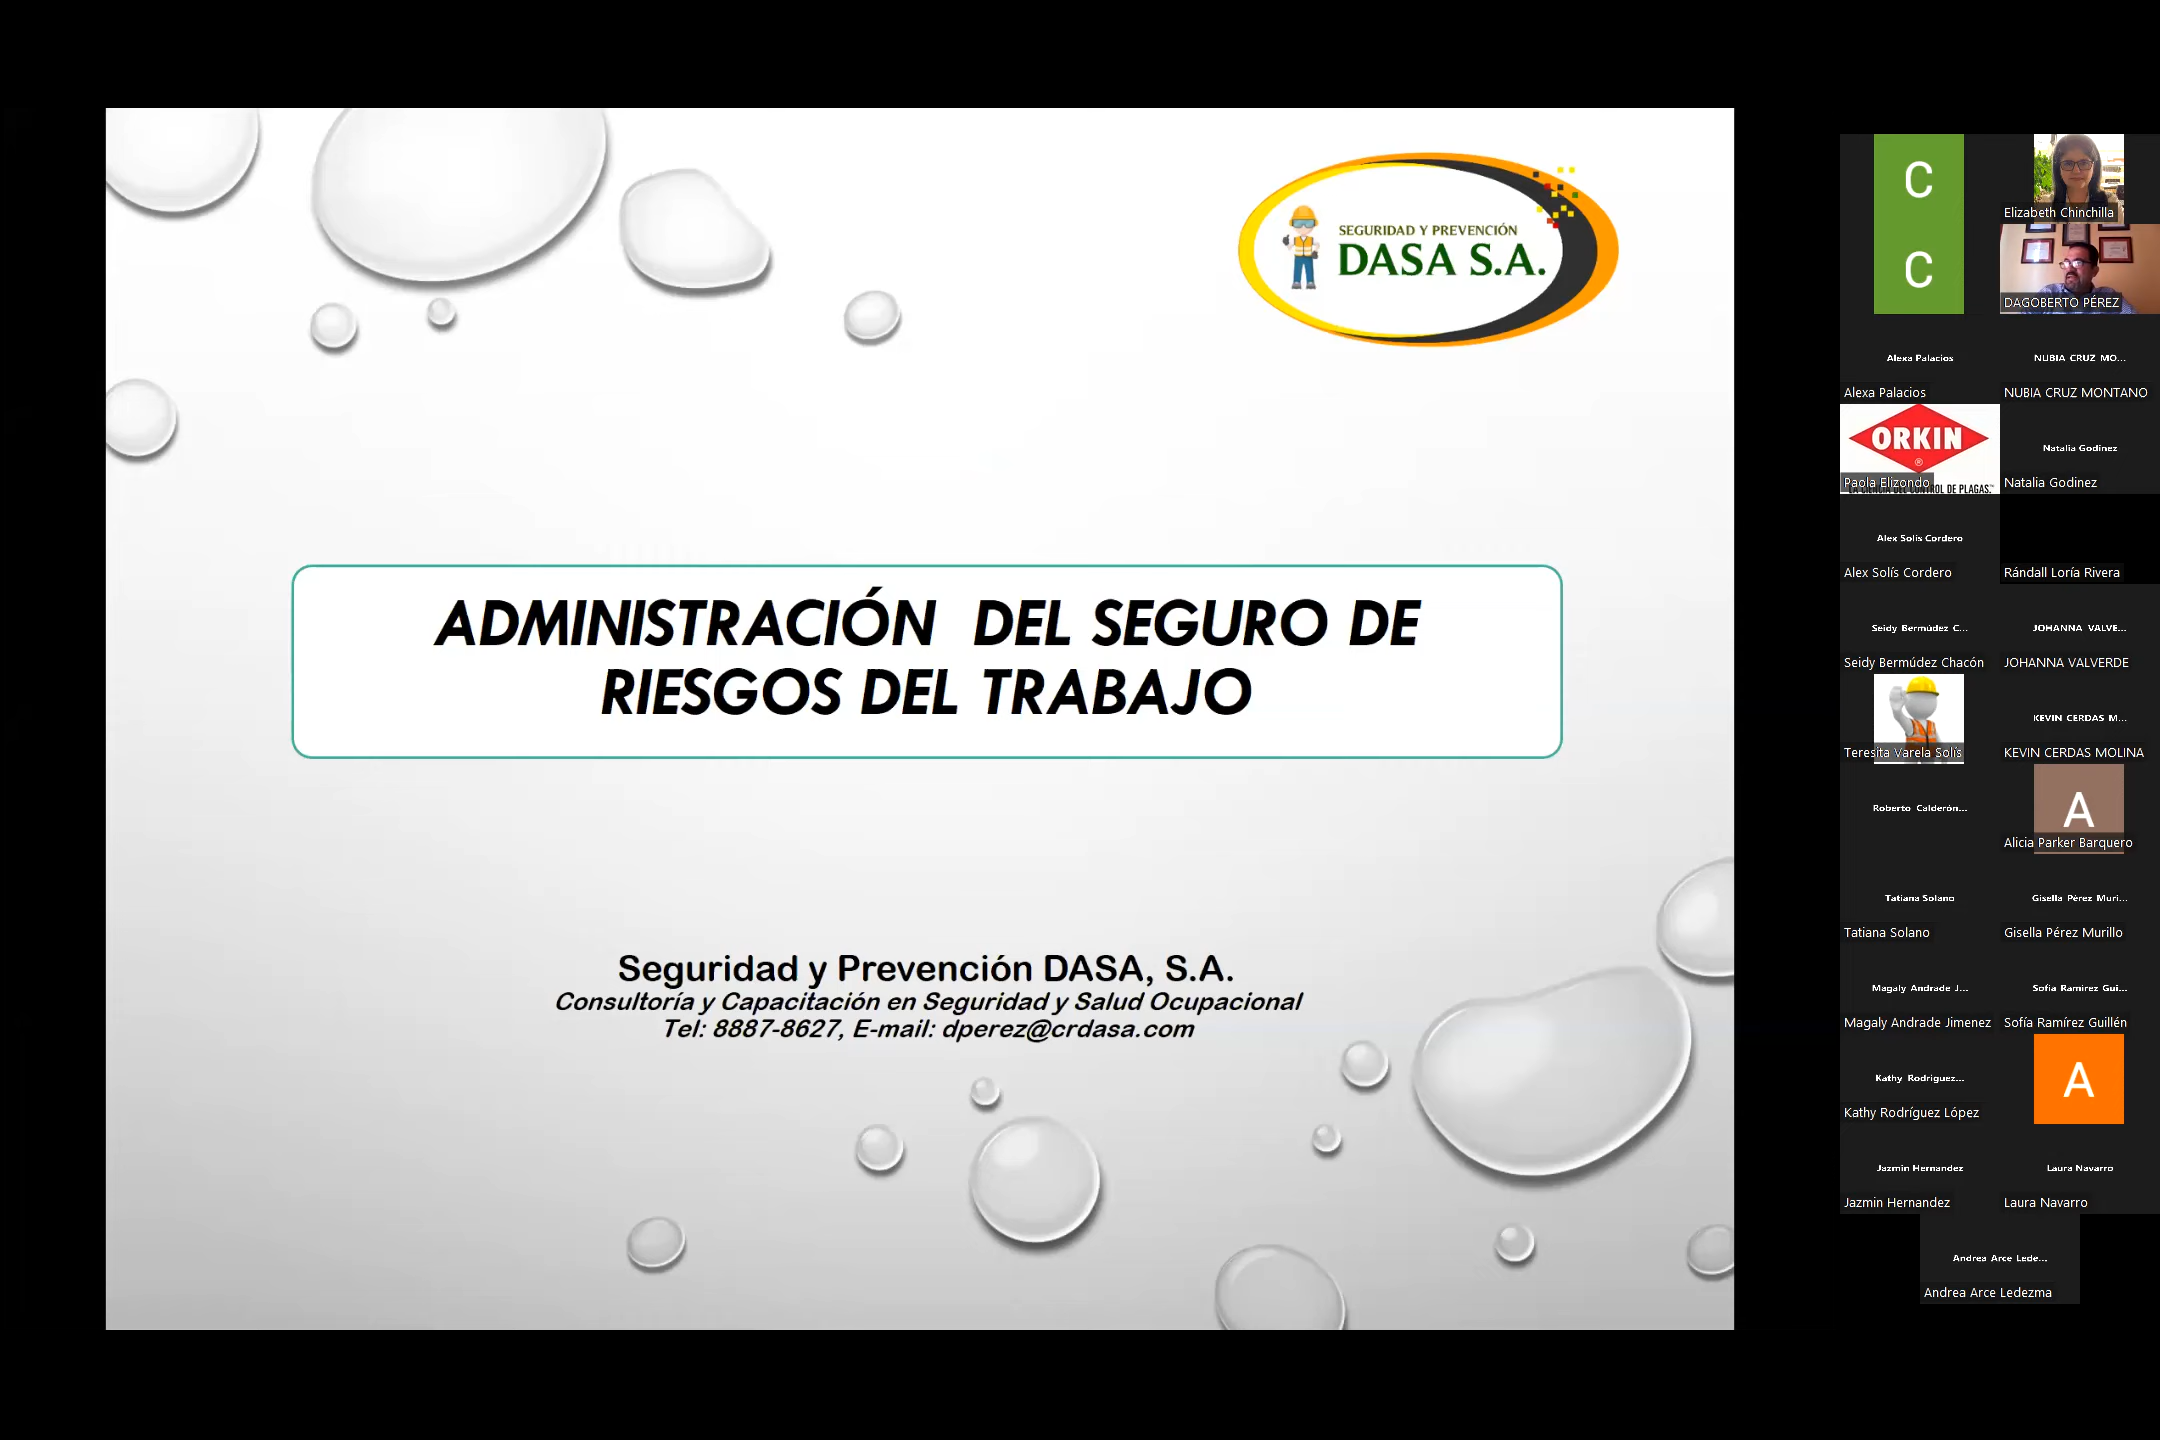 SEGURIDAD Y PREVENCIÓN
DASA S.A.
ADMINISTRACIÓN DEL SEGURO DE
RIESGOS DEL TRABAJO
Seguridad y Prevención DASA, S.A.
Consultoría y Capacitación en Seguridad y Salud Ocupacional
Tel: 8887-8627, E-mail: dperez@crdasa.com
C
Elizabeth Chinchilla
C
DAGOBERTO PÉREZ
Alexa Palacios
NUBIA CRUZ MO...
Alexa Palacios
NUBIA CRUZ MONTANO
ORKIN
®
Natalia Godinez
Paola Elizondo
CONTROL DE PLAGAS.
Natalia Godinez
Alex Solís Cordero
Alex Solís Cordero
Rándall Loría Rivera
Seidy Bermúdez C...
JOHANNA VALVE...
Seidy Bermúdez Chacón
JOHANNA VALVERDE
KEVIN CERDAS M...
Teresita Varela Solís
KEVIN CERDAS MOLINA
Roberto Calderón...
A
Alicia Parker Barquero
Tatiana Solano
Gisella Pérez Muri...
Tatiana Solano
Gisella Pérez Murillo
Magaly Andrade J...
Sofía Ramírez Gui...
Magaly Andrade Jimenez
Sofía Ramírez Guillén
Kathy Rodríguez...
A
Kathy Rodríguez López
Jazmin Hernandez
Laura Navarro
Jazmin Hernandez
Laura Navarro
Andrea Arce Lede...
Andrea Arce Ledezma